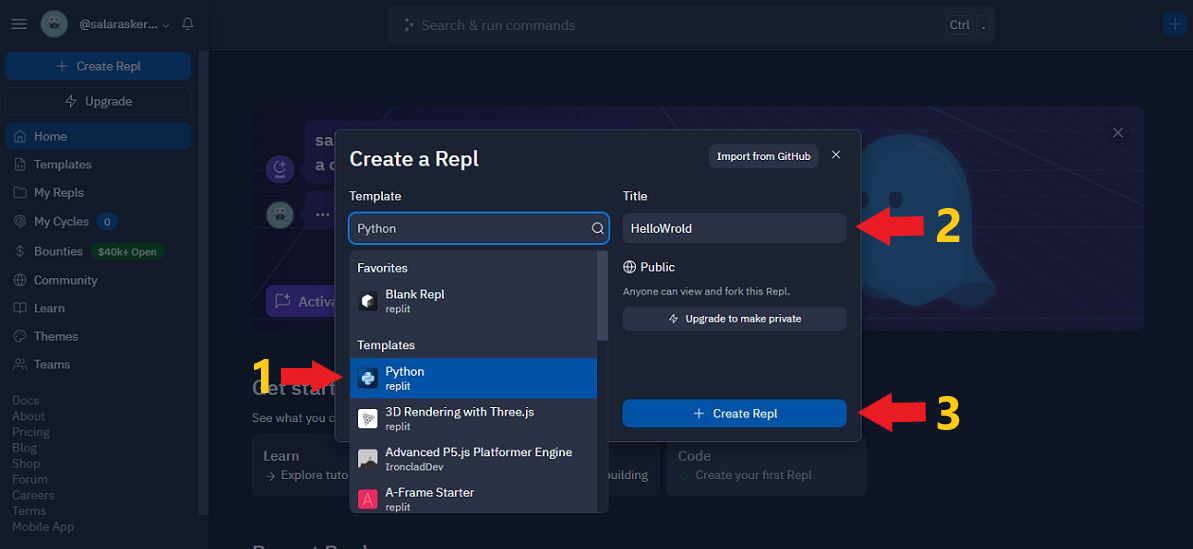 @salarasker...
Search & run commands
Ctrl .
Create Repl
Upgrade
Home
Templates
My Repls
My Cycles 0
Bounties $40k+ Open
Community
Learn
Themes
Teams
Docs
About
Pricing
Blog
Shop
Forum
Careers
Terms
Mobile App
Create a Repl
Import from GitHub
Template
Python
Favorites
Blank Repl
replit
Templates
1
Python
replit
3D Rendering with Three.js
replit
Advanced P5.js Platformer Engine
IroncladDev
A-Frame Starter
replit
Title
HelloWrold
2
Public
Anyone can view and fork this Repl.
Upgrade to make private
Create Repl
3
sa
a c
...
Activa
Get start
See what you c
Learn
Explore tuto
building
Code
Create your first Repl